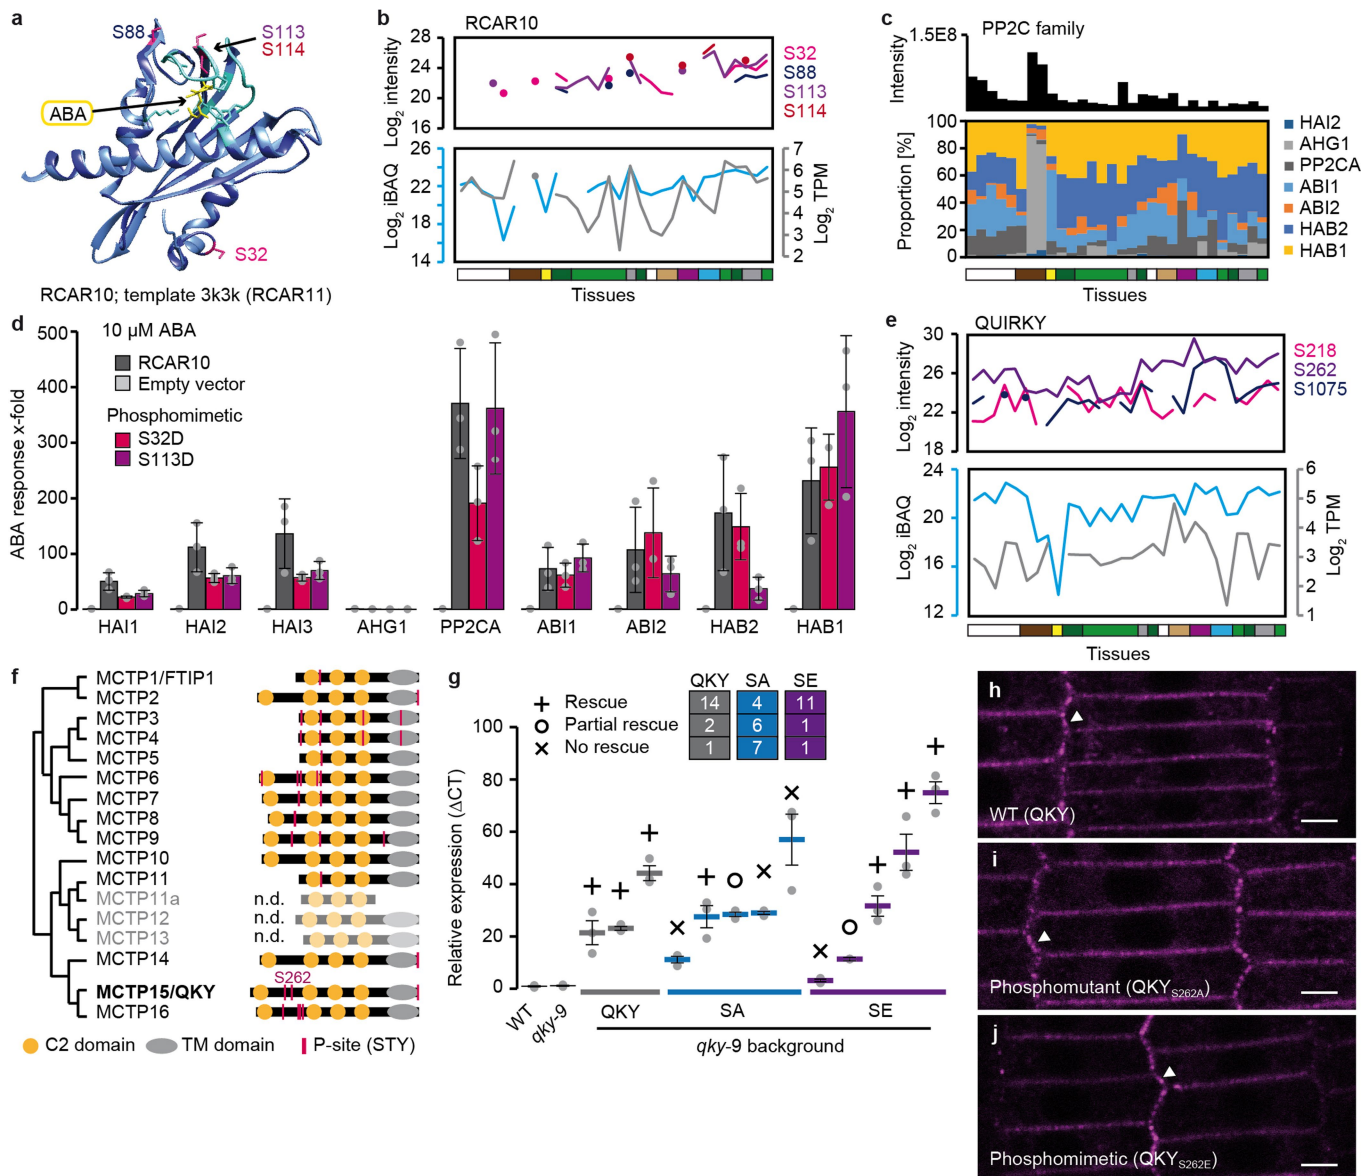 a
S88
S113
S114
ABA
S32
RCAR10; template 3k3k (RCAR11)
b
RCAR10
Log2 intensity
28
24
20
16
S32
S88
S113
S114
Log2 iBAQ
26
22
18
14
7
6
5
4
3
2
Log2 TPM
Tissues
c
PP2C family
1.5E8
Intensity
0
Proportion [%]
100
80
60
40
20
0
HAI2
AHG1
PP2CA
ABI1
ABI2
HAB2
HAB1
Tissues
d
ABA response x-fold
500
400
300
200
100
0
10 µM ABA
RCAR10
Empty vector
Phosphomimetic
S32D
S113D
HAI1
HAI2
HAI3
AHG1
PP2CA
ABI1
ABI2
HAB2
HAB1
e
QUIRKY
Log2 intensity
30
26
22
18
S218
S262
S1075
Log2 iBAQ
24
20
16
12
6
5
4
3
2
1
Log2 TPM
Tissues
f
MCTP1/FTIP1
MCTP2
MCTP3
MCTP4
MCTP5
MCTP6
MCTP7
MCTP8
MCTP9
MCTP10
MCTP11
MCTP11a n.d.
MCTP12 n.d.
MCTP13 n.d.
MCTP14
S262
MCTP15/QKY
MCTP16
C2 domain
TM domain
P-site (STY)
g
QKY SA SE
Rescue 14 4 11
Partial rescue 2 6 1
No rescue 1 7 1
Relative expression (ΔCT)
100
80
60
40
20
0
WT
qky-9
QKY
SA
SE
qky-9 background
h
WT (QKY)
i
Phosphomutant (QKYS262A)
j
Phosphomimetic (QKYS262E)